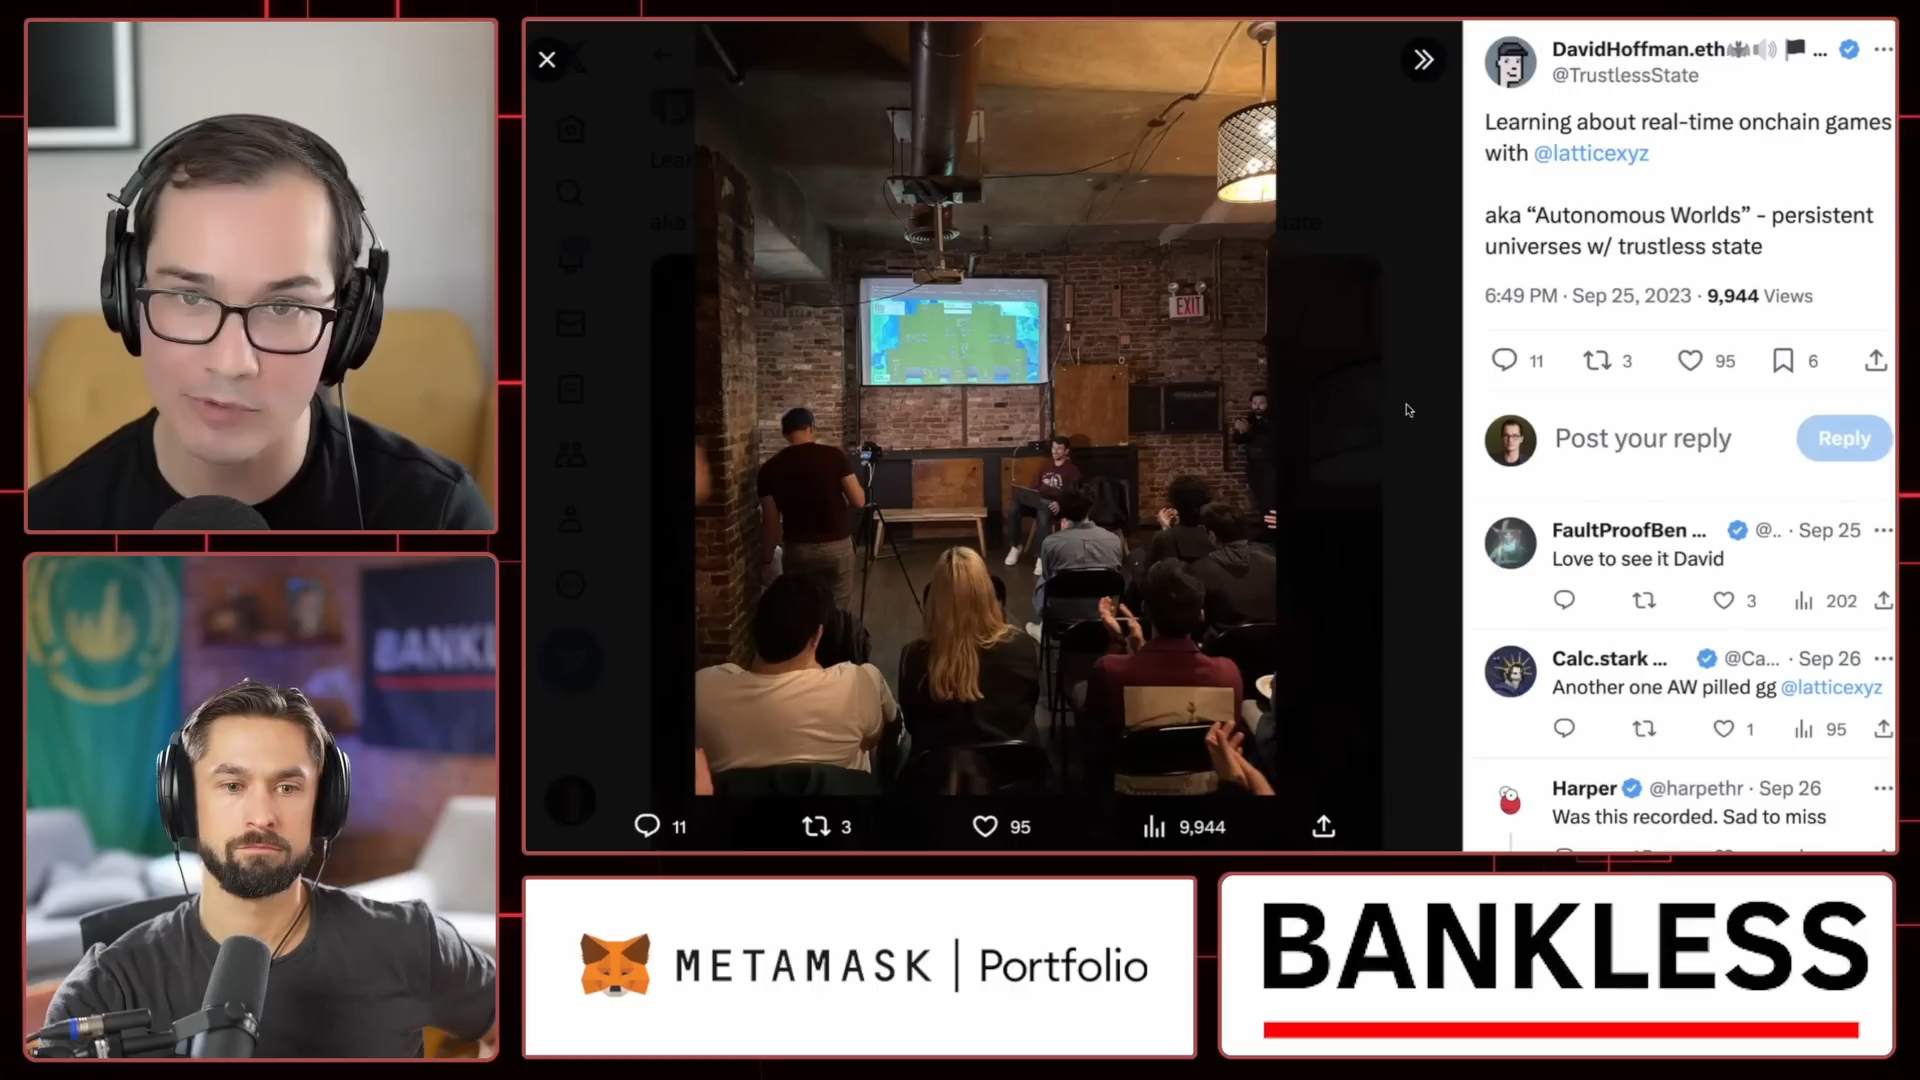 BANKL
EXIT
11
3
95
9,944
DavidHoffman.eth ...
@TrustlessState
Learning about real-time onchain games
with @latticexyz
aka “Autonomous Worlds” - persistent
universes w/ trustless state
6:49 PM · Sep 25, 2023 · 9,944 Views
11
3
95
6
Post your reply
Reply
FaultProofBen ... @.. · Sep 25
Love to see it David
3
202
Calc.stark ... @Ca... · Sep 26
Another one AW pilled gg @latticexyz
1
95
Harper @harpethr · Sep 26
Was this recorded. Sad to miss
METAMASK | Portfolio
BANKLESS